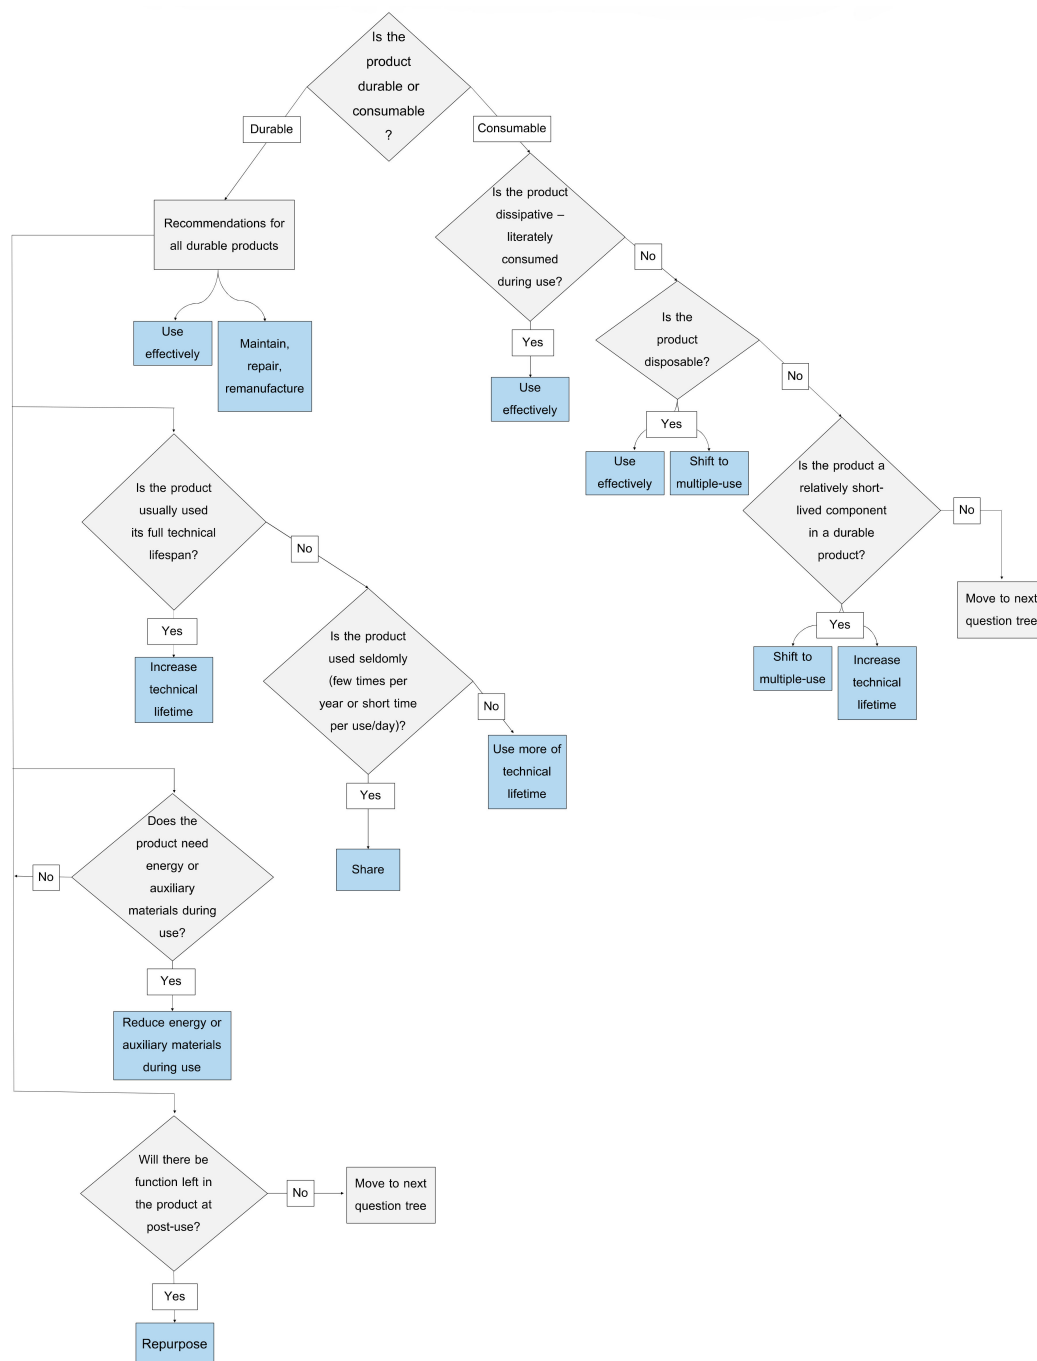 Is the
product
durable or
consumable
?
Durable
Consumable
Recommendations for
all durable products
Use
effectively
Maintain,
repair,
remanufacture
Is the product
dissipative –
literately
consumed
during use?
No
Yes
Use
effectively
Is the
product
disposable?
No
Yes
Use
effectively
Shift to
multiple-use
Is the product a
relatively short-
lived component
in a durable
product?
No
Move to next
question tree
Yes
Shift to
multiple-use
Increase
technical
lifetime
Is the product
usually used
its full technical
lifespan?
No
Yes
Increase
technical
lifetime
Is the product
used seldomly
(few times per
year or short time
per use/day)?
No
Use more of
technical
lifetime
Yes
Share
Does the
product need
energy or
auxiliary
materials during
use?
No
Yes
Reduce energy or
auxiliary materials
during use
Will there be
function left in
the product at
post-use?
No
Move to next
question tree
Yes
Repurpose